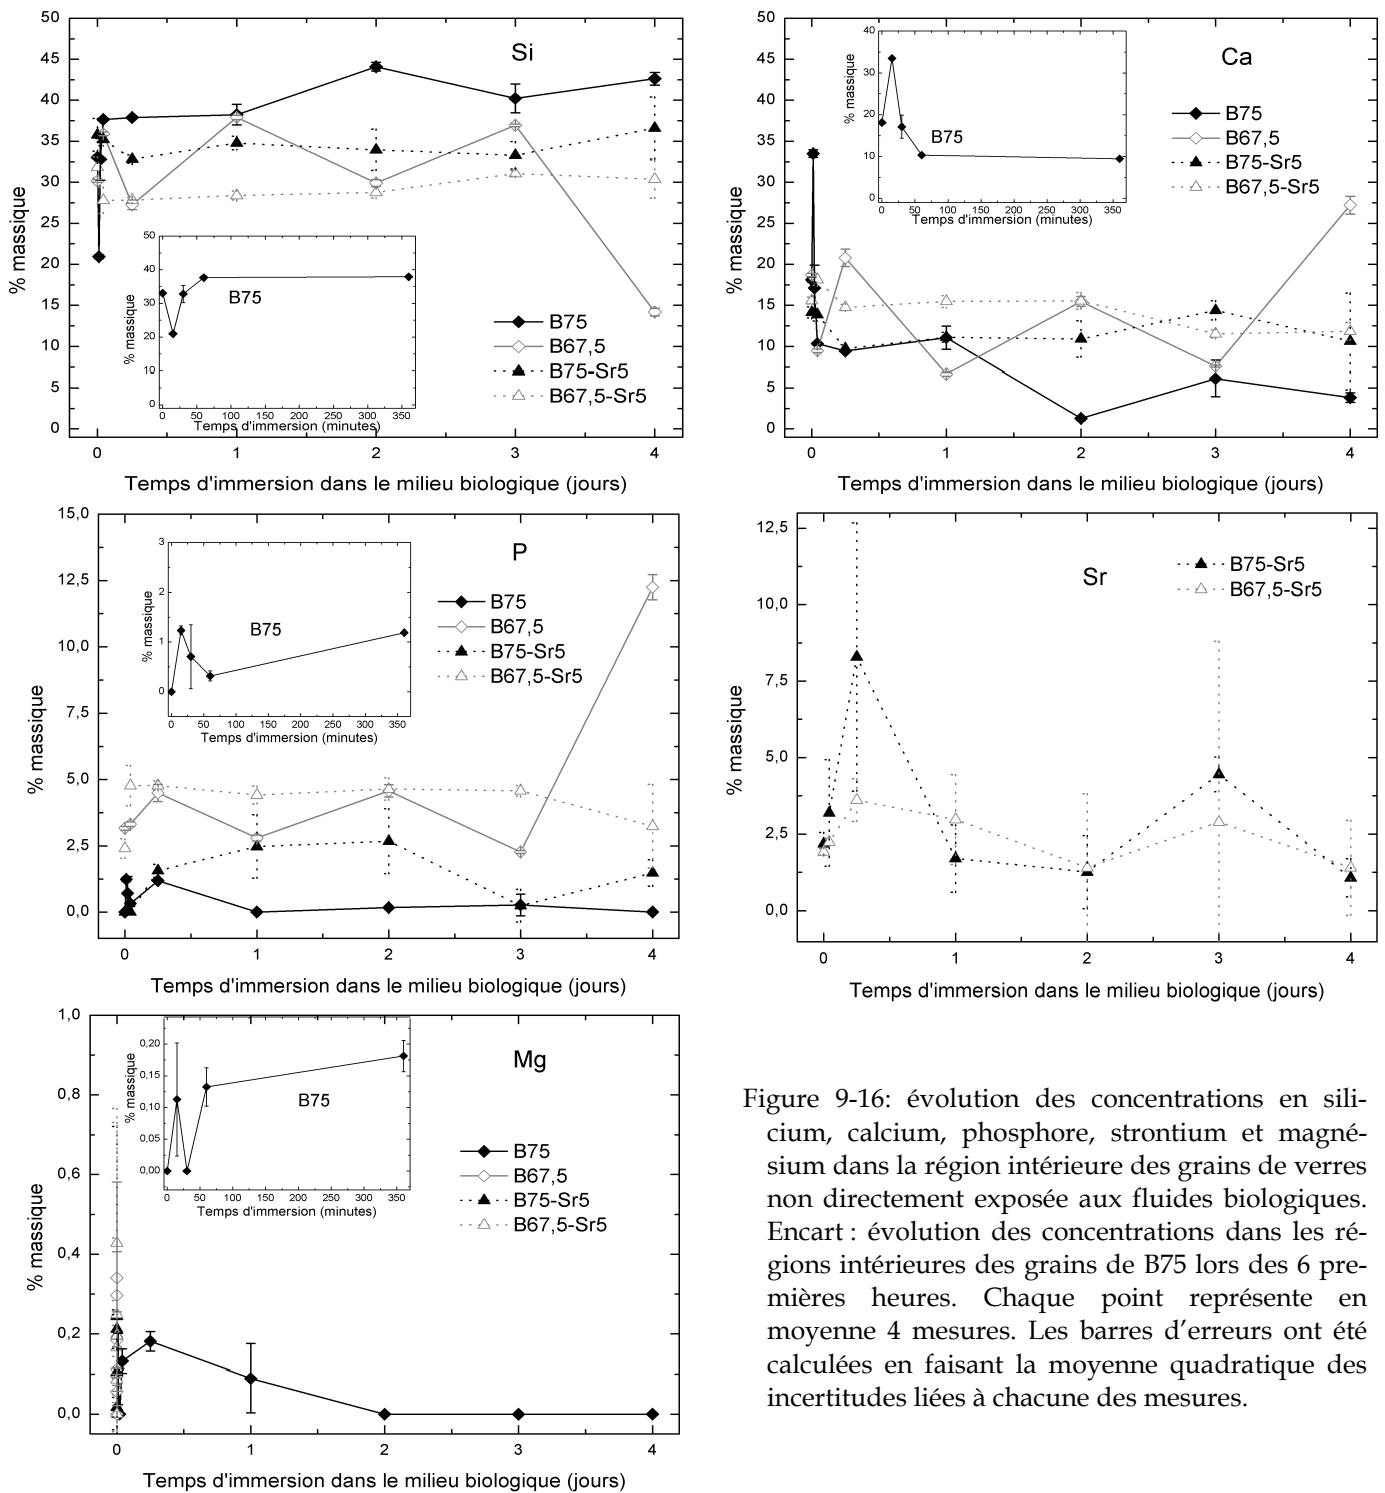 50
45
40
35
30
25
20
15
10
5
0
% massique
Si
B75
B67,5
B75-Sr5
B67,5-Sr5
50
40
30
20
10
0
% massique
B75
0 50 100 150 200 250 300 350
Temps d'immersion (minutes)
0 1 2 3 4
Temps d'immersion dans le milieu biologique (jours)
50
45
40
35
30
25
20
15
10
5
0
% massique
Ca
B75
B67,5
B75-Sr5
B67,5-Sr5
40
30
20
10
0
% massique
B75
0 50 100 150 200 250 300 350
Temps d'immersion (minutes)
0 1 2 3 4
Temps d'immersion dans le milieu biologique (jours)
15,0
12,5
10,0
7,5
5,0
2,5
0,0
% massique
P
B75
B67,5
B75-Sr5
B67,5-Sr5
3
2
1
0
% massique
B75
0 50 100 150 200 250 300 350
Temps d'immersion (minutes)
0 1 2 3 4
Temps d'immersion dans le milieu biologique (jours)
12,5
10,0
7,5
5,0
2,5
0,0
% massique
Sr
B75-Sr5
B67,5-Sr5
0 1 2 3 4
Temps d'immersion dans le milieu biologique (jours)
1,0
0,8
0,6
0,4
0,2
0,0
% massique
Mg
B75
B67,5
B75-Sr5
B67,5-Sr5
0,20
0,15
0,10
0,05
0,00
% massique
B75
0 50 100 150 200 250 300 350
Temps d'immersion (minutes)
0 1 2 3 4
Temps d'immersion dans le milieu biologique (jours)
Figure 9-16: évolution des concentrations en sili-
cium, calcium, phosphore, strontium et magné-
sium dans la région intérieure des grains de verres
non directement exposée aux fluides biologiques.
Encart : évolution des concentrations dans les ré-
gions intérieures des grains de B75 lors des 6 pre-
mières heures. Chaque point représente en
moyenne 4 mesures. Les barres d'erreurs ont été
calculées en faisant la moyenne quadratique des
incertitudes liées à chacune des mesures.